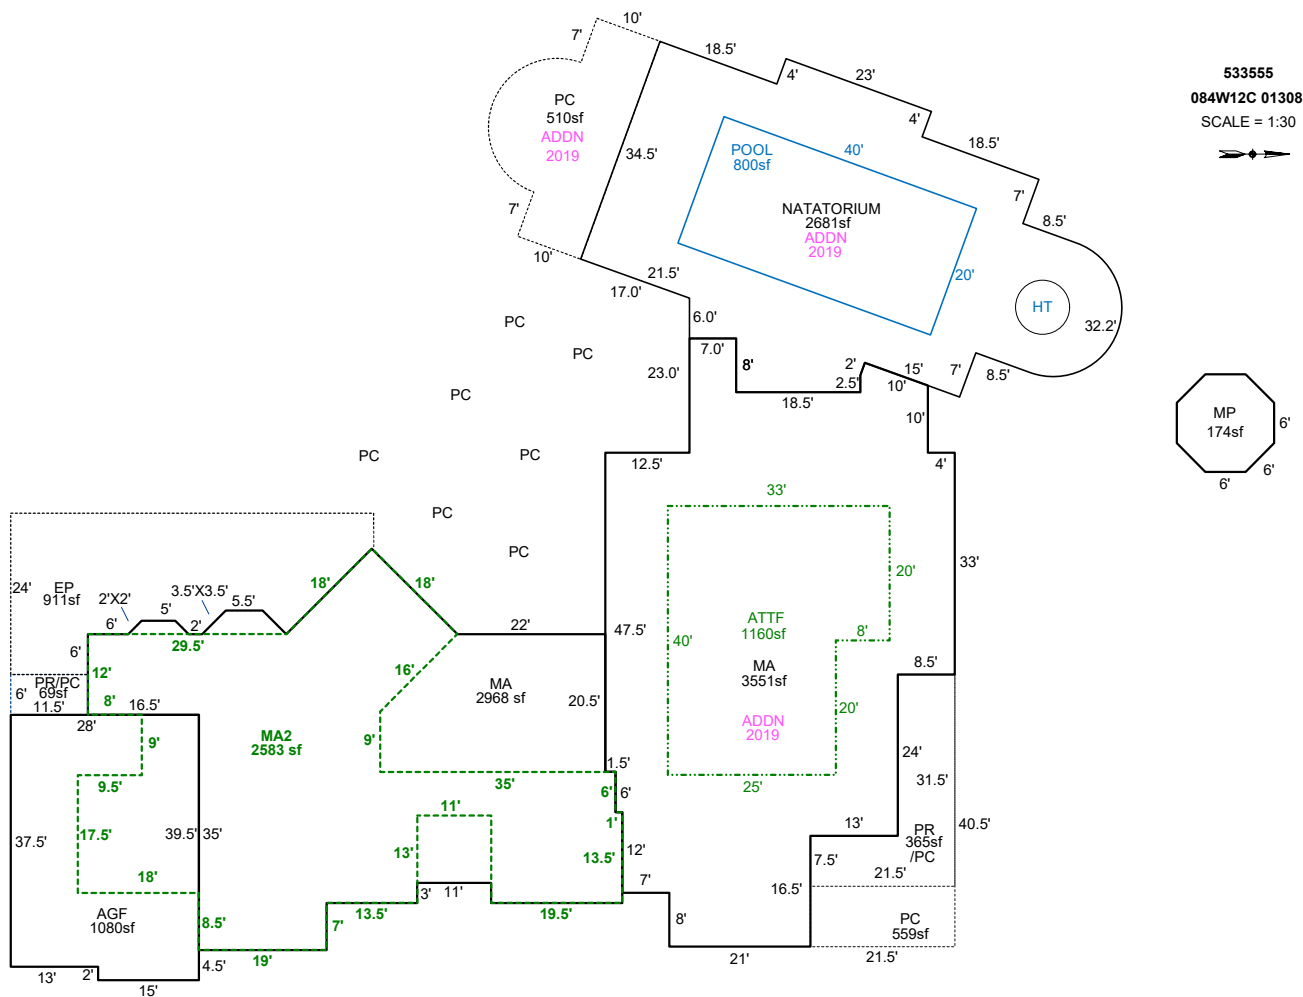 10'
7'
18.5'
4'
23'
533555
084W12C 01308
SCALE = 1:30
PC
510sf
ADDN
2019
4'
34.5'
POOL
800sf
40'
18.5'
7'
NATATORIUM
2681sf
ADDN
2019
8.5'
7'
10'
21.5'
17.0'
20'
HT
32.2'
PC
6.0'
7.0'
PC
23.0'
8'
2'
15'
7'
8.5'
2.5'
10'
18.5'
PC
10'
MP
174sf
6'
6'
6'
PC
PC
12.5'
4'
33'
PC
PC
33'
24'
EP
911sf
2'X2'
3.5'X3.5'
5'
5.5'
18'
18'
20'
6'
2'
29.5'
22'
47.5'
40'
ATTF
1160sf
8'
6'
12'
16'
MA
2968 sf
20.5'
MA
3551sf
8.5'
PR/PC
69sf
6'
11.5'
8'
16.5'
28'
20'
ADDN
2019
9'
MA2
2583 sf
9'
24'
1.5'
9.5'
35'
25'
31.5'
6'
6'
11'
1'
13'
PR
365sf
/PC
40.5'
37.5'
17.5'
39.5'
35'
12'
13.5'
7.5'
13'
21.5'
18'
3'
11'
7'
16.5'
AGF
1080sf
8.5'
7'
13.5'
19.5'
8'
PC
559sf
19'
21'
21.5'
13'
2'
4.5'
15'